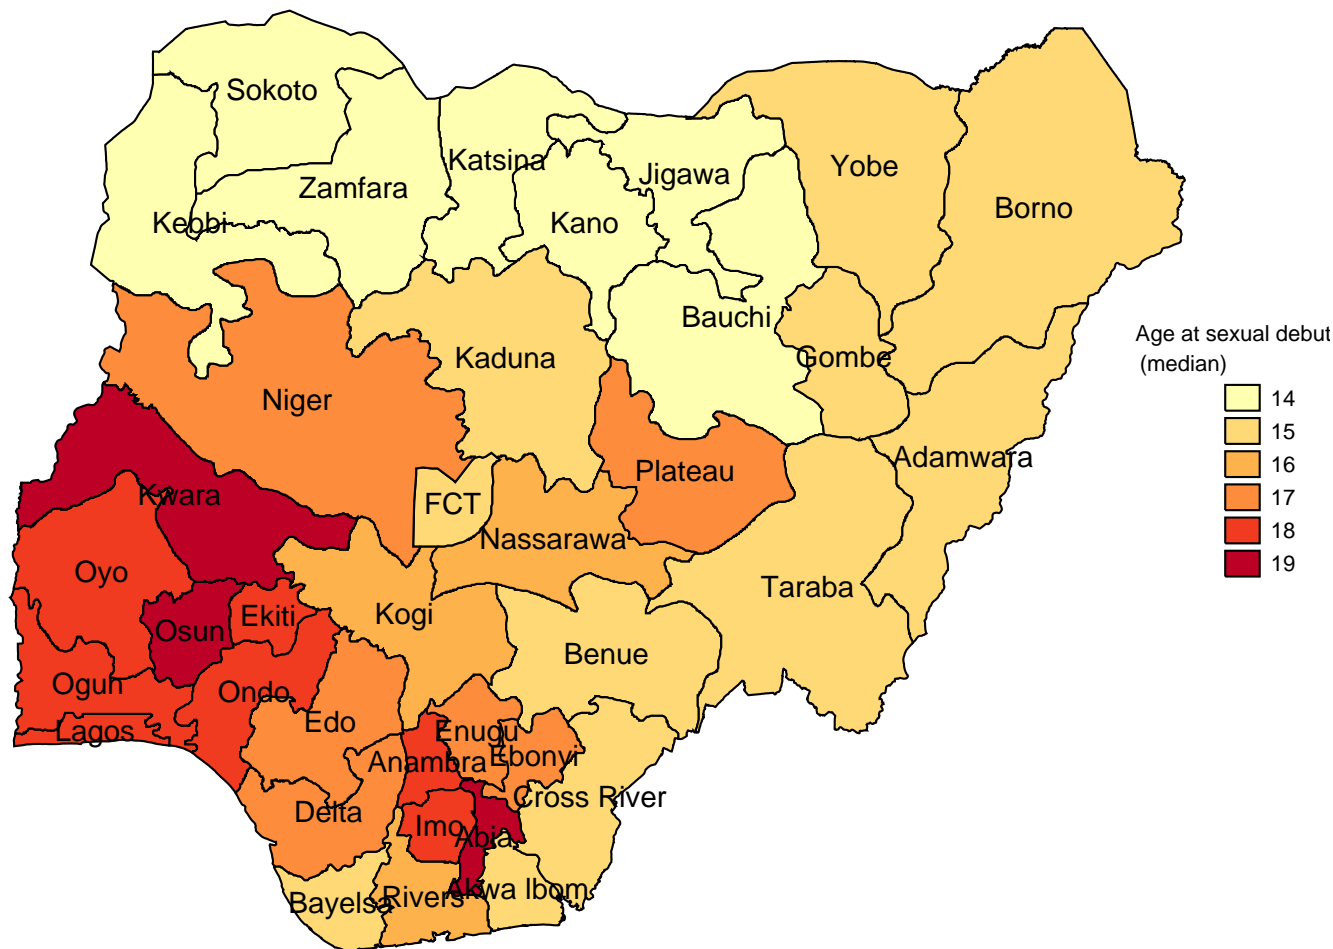 Sokoto
Katsina
Zamfara
Kebbi
Kano
Jigawa
Yobe
Borno
Bauchi
Gombe
Kaduna
Niger
Plateau
Adamwara
Kwara
FCT
Nassarawa
Oyo
Taraba
Kogi
Ekiti
Osun
Benue
Ogun
Ondo
Lagos
Edo
Enugu
Ebonyi
Anambra
Cross River
Delta
Imo
Abia
Akwa Ibom
Rivers
Bayelsa
Age at sexual debut
(median)
14
15
16
17
18
19